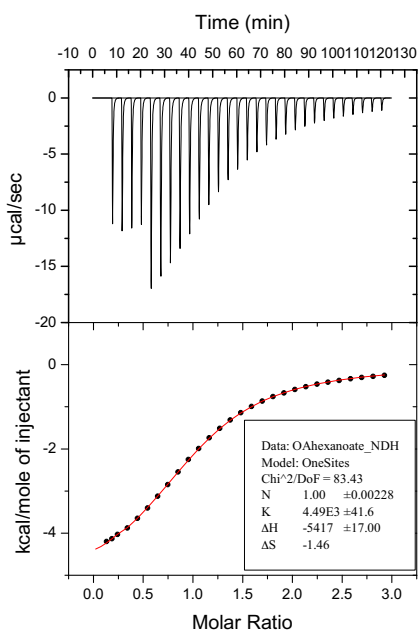 Time (min)
-10 0 10 20 30 40 50 60 70 80 90 100110120130
0
-5
-10
-15
-20
µcal/sec
0
-2
-4
kcal/mole of injectant
Data: OAhexanoate_NDH
Model: OneSites
Chi^2/DoF = 83.43
N 1.00 ±0.00228
K 4.49E3 ±41.6
ΔH -5417 ±17.00
ΔS -1.46
0.0 0.5 1.0 1.5 2.0 2.5 3.0
Molar Ratio